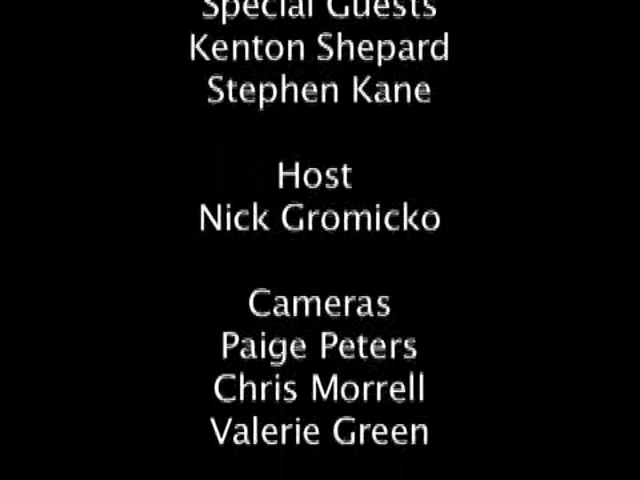 Special Guests
Kenton Shepard
Stephen Kane
Host
Nick Gromicko
Cameras
Paige Peters
Chris Morrell
Valerie Green